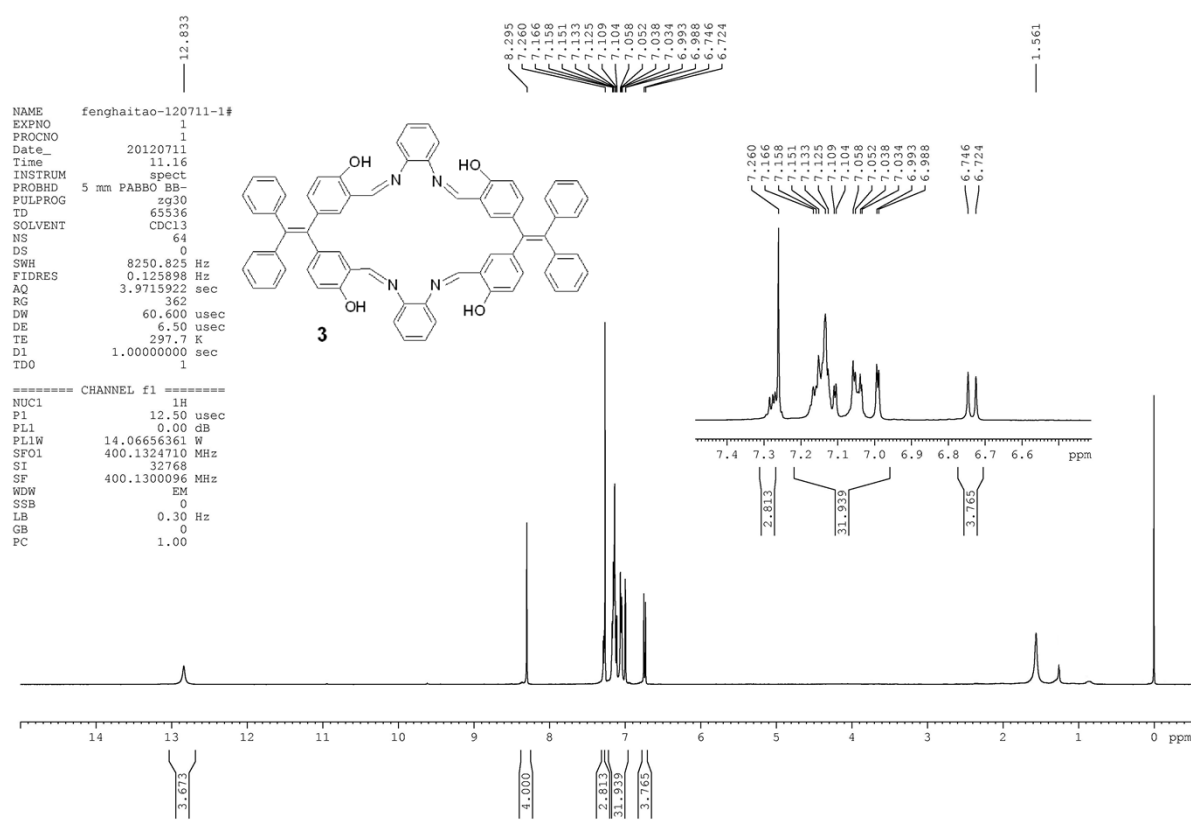 12.833
8.295
7.260
7.166
7.158
7.151
7.133
7.125
7.109
7.104
7.058
7.052
7.038
7.034
6.993
6.988
6.746
6.724
1.561
NAME fenghaitao-120711-1#
EXPNO 1
PROCNO 1
Date_ 20120711
Time 11.16
INSTRUM spect
PROBHD 5 mm PABBO BB-
PULPROG zg30
TD 65536
SOLVENT CDCl3
NS 64
DS 0
SWH 8250.825 Hz
FIDRES 0.125898 Hz
AQ 3.9715922 sec
RG 362
DW 60.600 usec
DE 6.50 usec
TE 297.7 K
D1 1.00000000 sec
TD0 1
======== CHANNEL f1 ========
NUC1 1H
P1 12.50 usec
PL1 0.00 dB
PL1W 14.06656361 W
SFO1 400.1324710 MHz
SI 32768
SF 400.1300096 MHz
WDW EM
SSB 0
LB 0.30 Hz
GB 0
PC 1.00
OH HO
N N
N N
OH HO
3
7.260
7.166
7.158
7.151
7.133
7.125
7.109
7.104
7.058
7.052
7.038
7.034
6.993
6.988
6.746
6.724
7.4 7.3 7.2 7.1 7.0 6.9 6.8 6.7 6.6 ppm
2.813 31.939 3.765
14 13 12 11 10 9 8 7 6 5 4 3 2 1 0 ppm
3.673 4.000 2.813 31.939 3.765